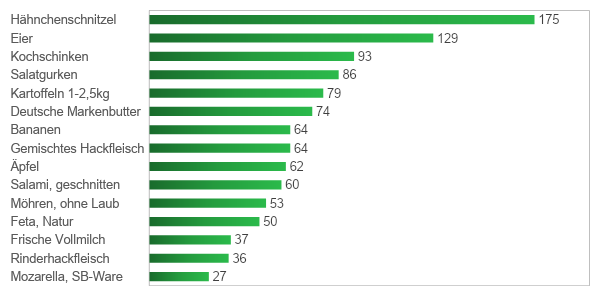 Hähnchenschnitzel 175
Eier 129
Kochschinken 93
Salatgurken 86
Kartoffeln 1-2,5kg 79
Deutsche Markenbutter 74
Bananen 64
Gemischtes Hackfleisch 64
Äpfel 62
Salami, geschnitten 60
Möhren, ohne Laub 53
Feta, Natur 50
Frische Vollmilch 37
Rinderhackfleisch 36
Mozarella, SB-Ware 27